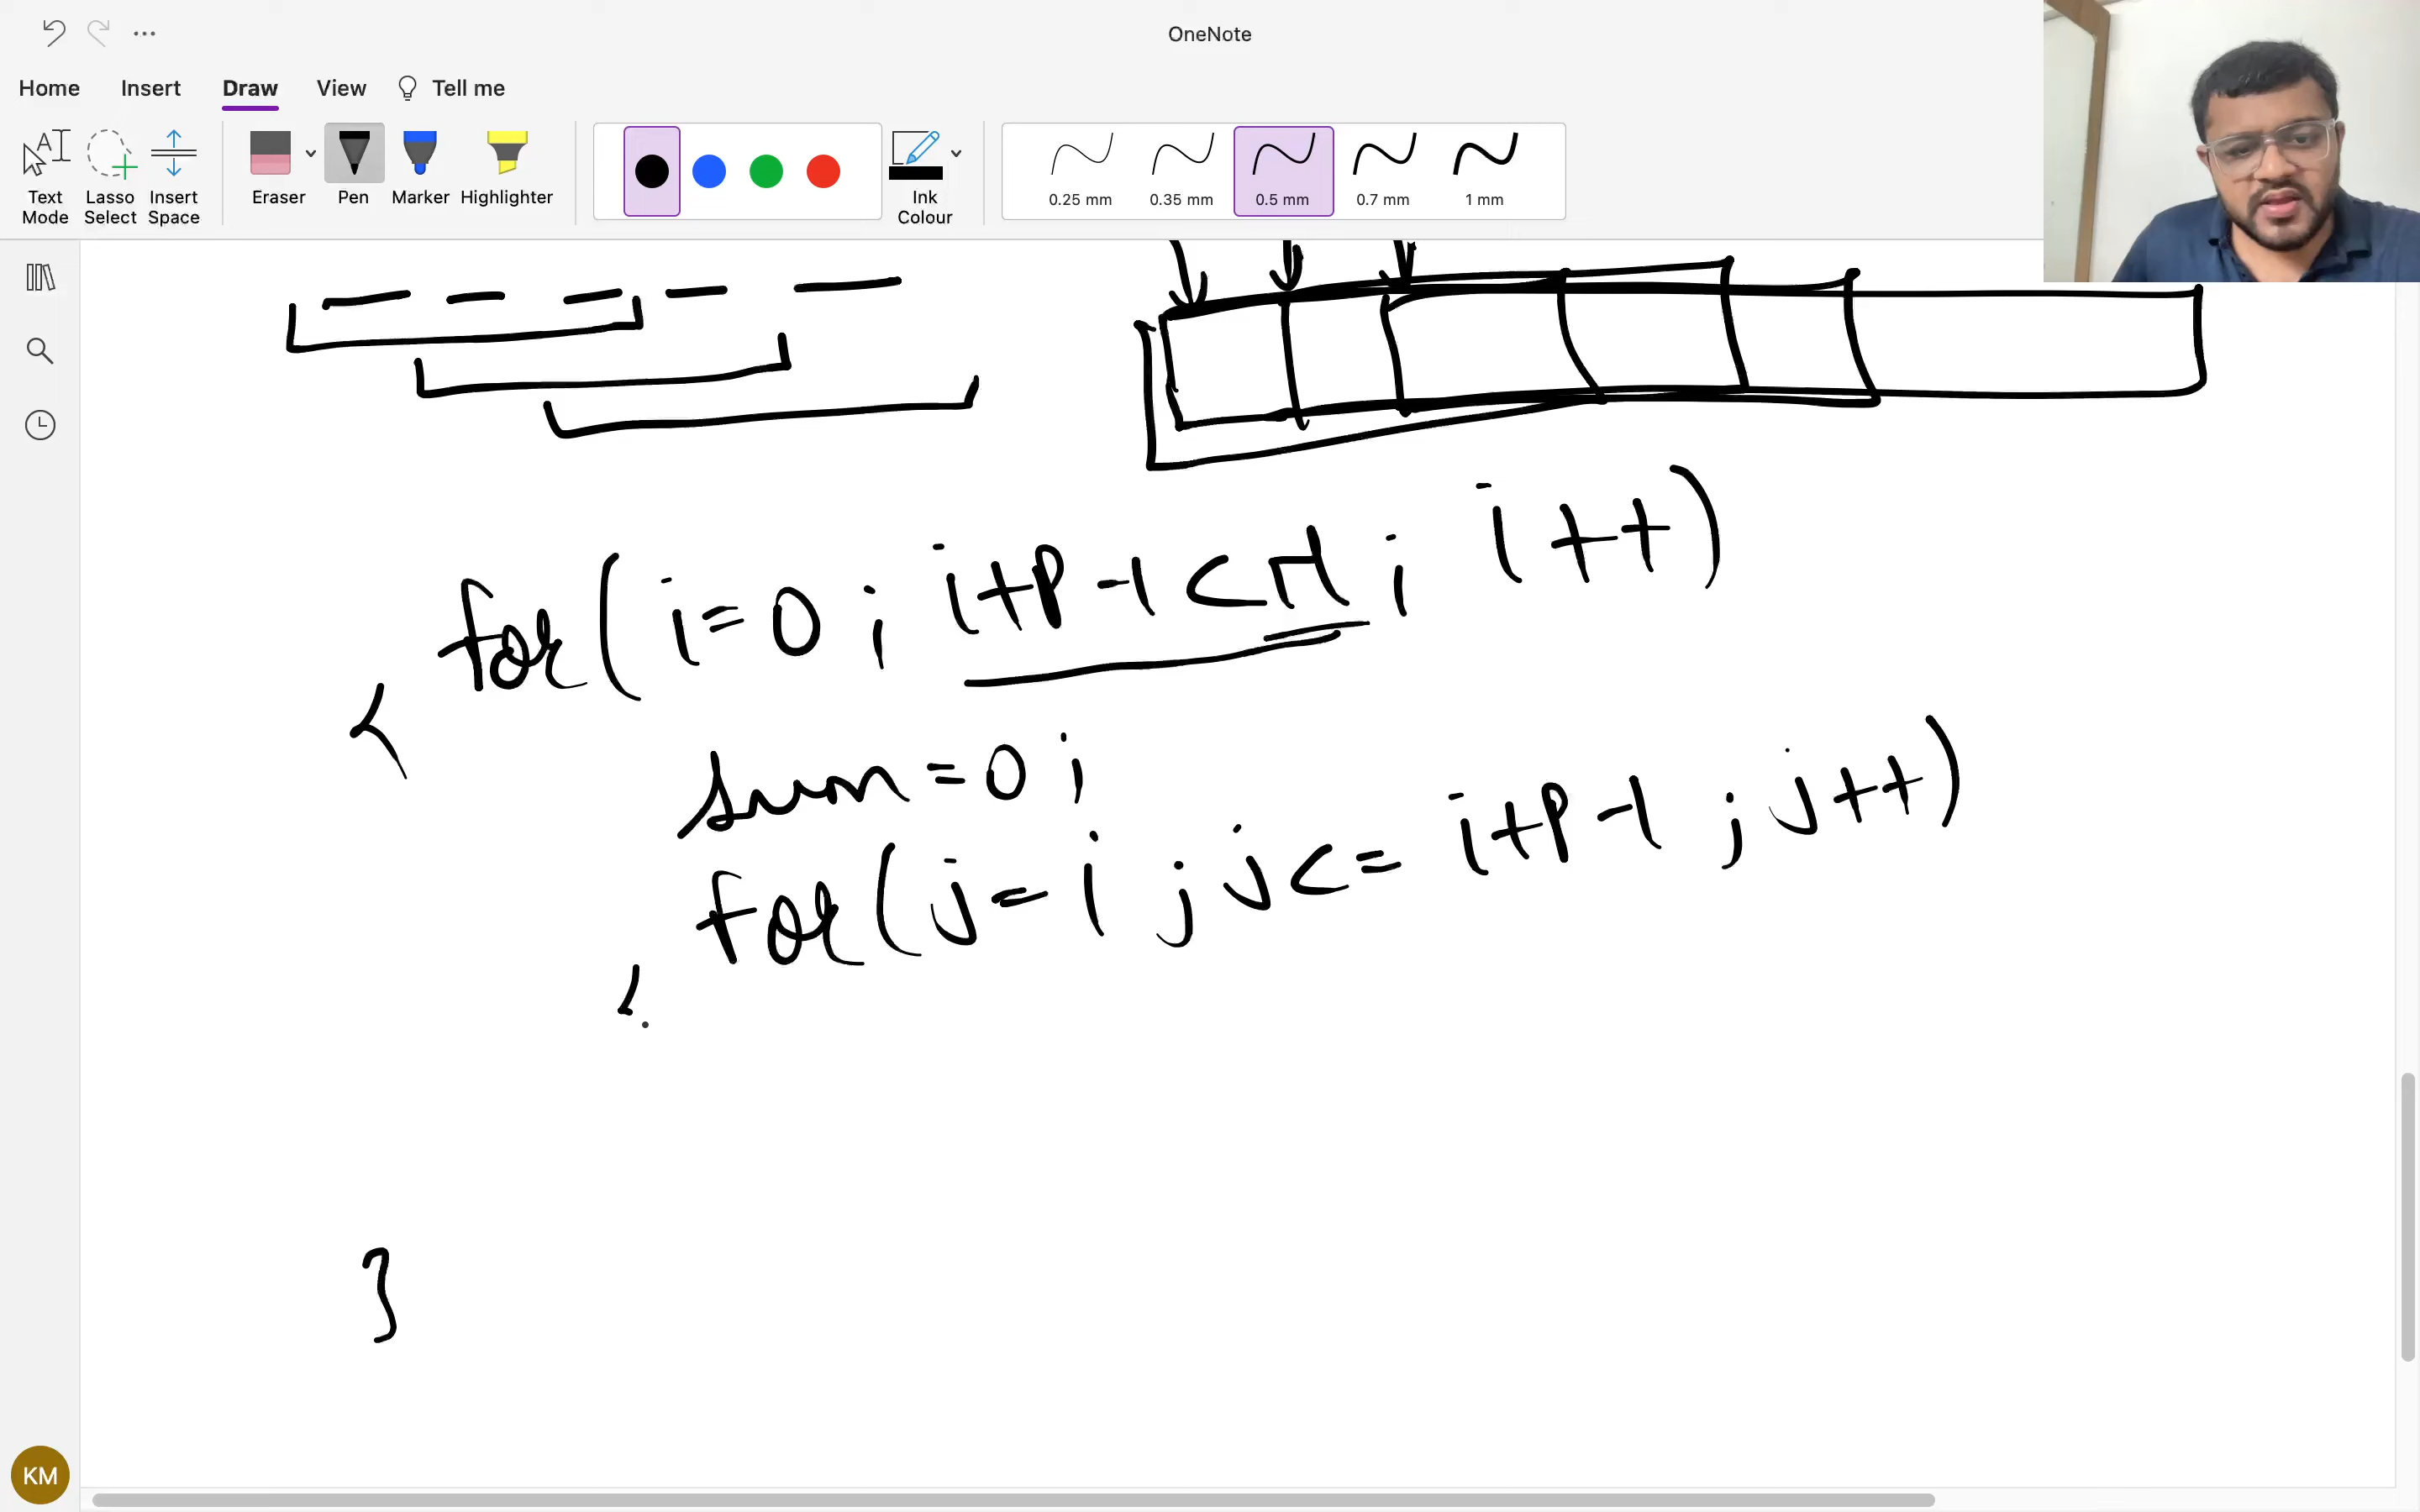 OneNote
Home Insert Draw View Tell me
Text Mode Lasso Select Insert Space Eraser Pen Marker Highlighter Ink Colour 0.25 mm 0.35 mm 0.5 mm 0.7 mm 1 mm
for( i=0 ; i+p-1<n ; i++)
{
sum=0 ;
for( j=i ; j<= i+p-1 ; j++)
}
KM